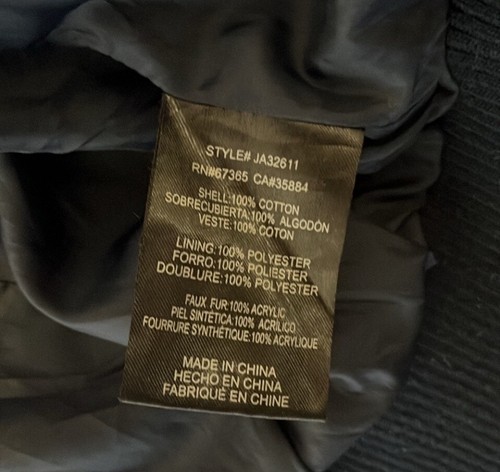 STYLE# JA32611
RN#67365 CA#35884
SHELL:100% COTTON
SOBRECUBIERTA:100% ALGODÓN
VESTE:100% COTON
LINING:100% POLYESTER
FORRO:100% POLIESTER
DOUBLURE:100% POLYESTER
FAUX FUR:100% ACRYLIC
PIEL SINTÉTICA:100% ACRÍLICO
FOURRURE SYNTHÉTIQUE:100% ACRYLIQUE
MADE IN CHINA
HECHO EN CHINA
FABRIQUÉ EN CHINE